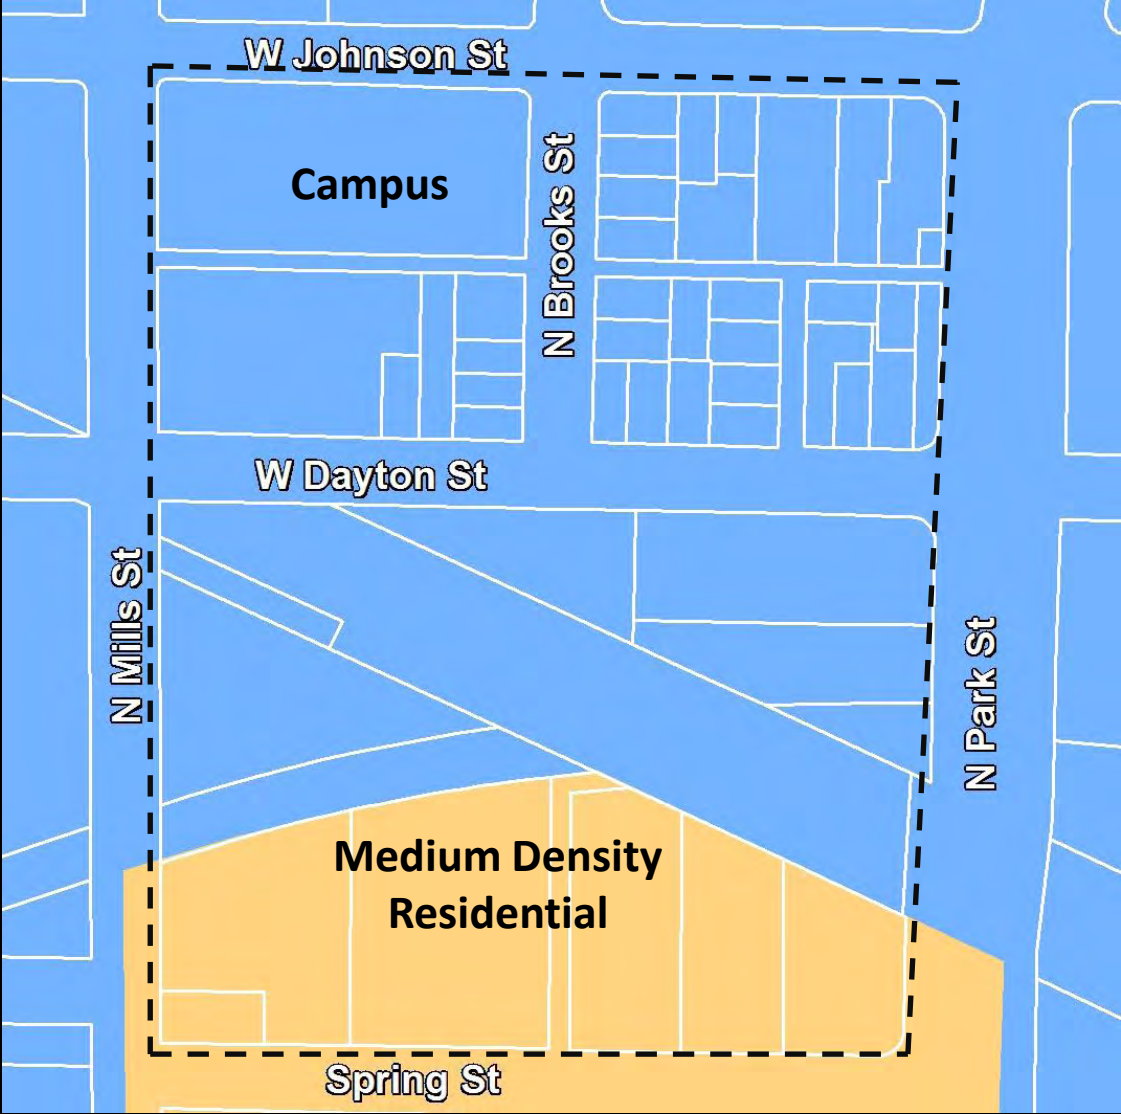 W Johnson St
Campus
N Brooks St
W Dayton St
N Mills St
N Park St
Medium Density
Residential
Spring St